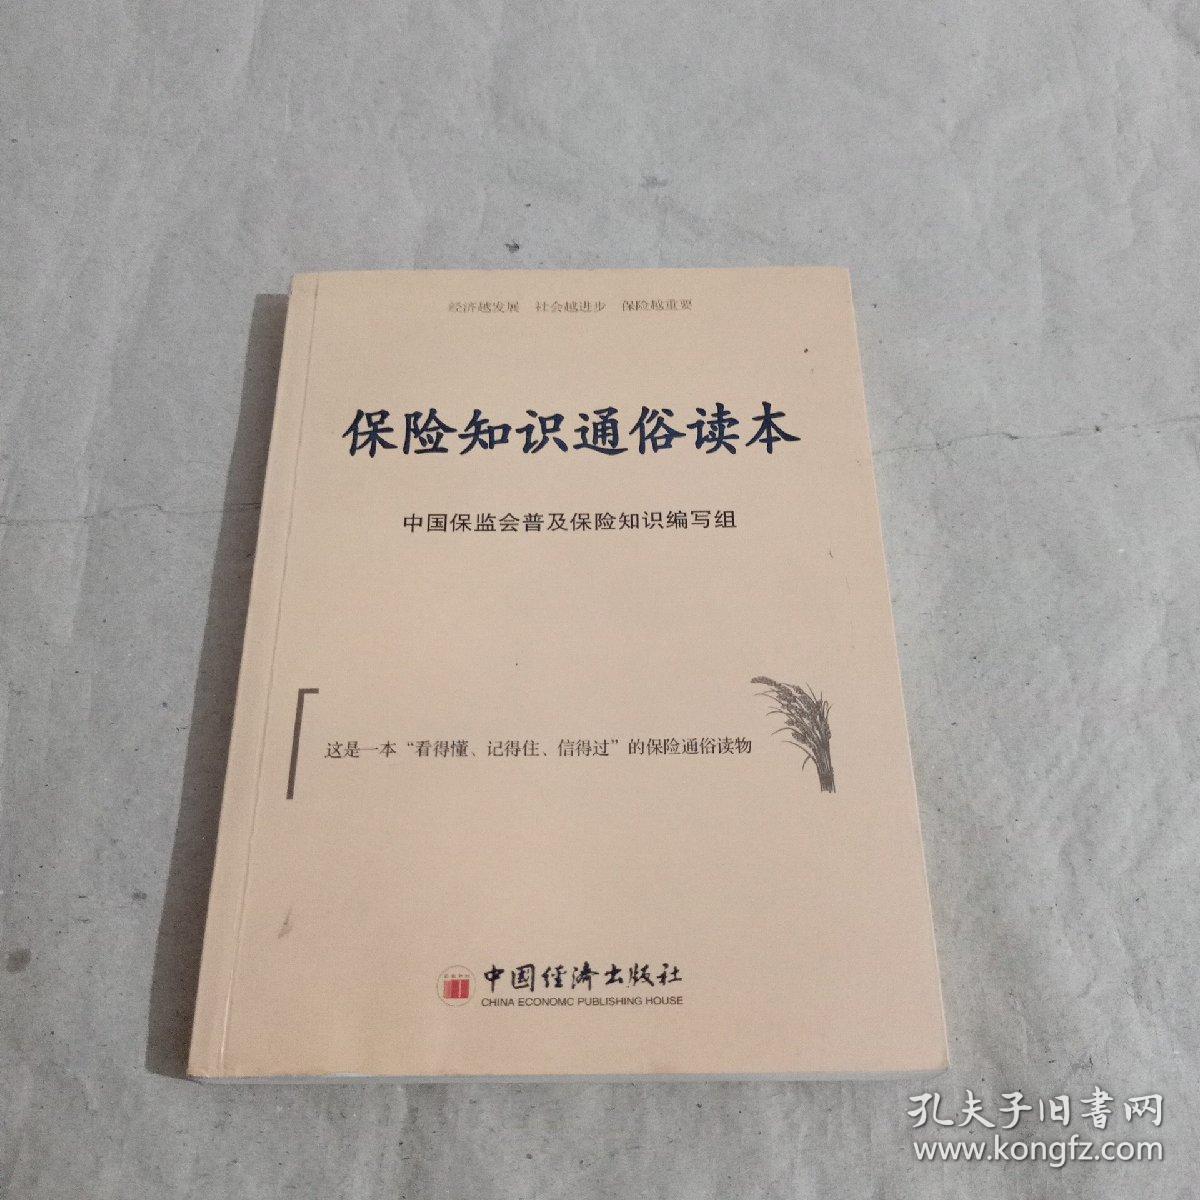 经济越发展 社会越进步 保险越重要
保险知识通俗读本
中国保监会普及保险知识编写组
这是一本“看得懂、记得住、信得过”的保险通俗读物
中国经济出版社
CHINA ECONOMC PUBLISHING HOUSE
孔夫子旧书网
www.kongfz.com